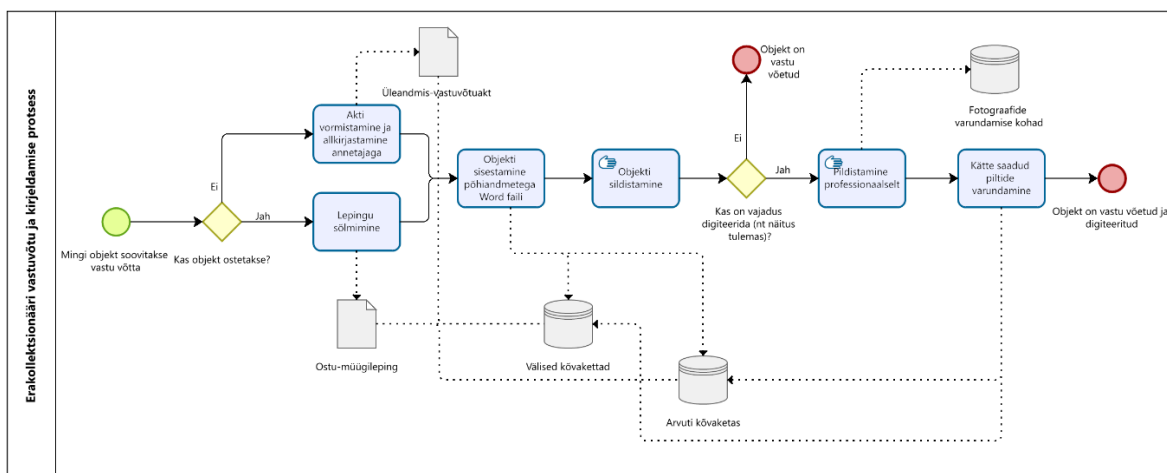 Erakollektsionääri vastuvõtu ja kirjeldamise protsess
Mingi objekt soovitakse
vastu võtta
Kas objekt ostetakse?
Ei
Jah
Akti
vormistamine ja
allkirjastamine
annetajaga
Üleandmis-vastuvõtuakt
Lepingu
sõlmimine
Ostu-müügileping
Objekti
sisestamine
põhiandmetega
Word faili
Välised kõvakettad
Arvuti kõvaketas
Objekti
sildistamine
Kas on vajadus
digiteerida (nt näitus
tulemas)?
Ei
Objekt on
vastu
võetud
Jah
Pildistamine
professionaalselt
Fotograafide
varundamise kohad
Kätte saadud
piltide
varundamine
Objekt on vastu võetud ja
digiteeritud